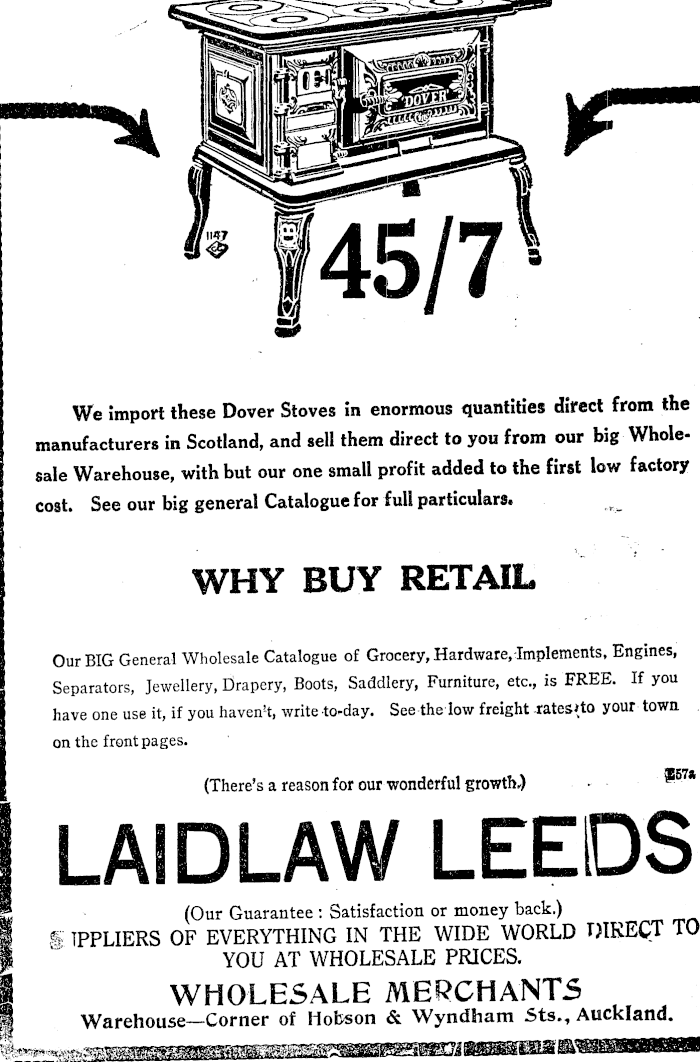 DOVER
1147
45/7
We import these Dover Stoves in enormous quantities direct from the
manufacturers in Scotland, and sell them direct to you from our big Whole-
sale Warehouse, with but our one small profit added to the first low factory
cost. See our big general Catalogue for full particulars.
WHY BUY RETAIL
Our BIG General Wholesale Catalogue of Grocery, Hardware, Implements, Engines,
Separators, Jewellery, Drapery, Boots, Saddlery, Furniture, etc., is FREE. If you
have one use it, if you haven't, write to-day. See the low freight rates to your town
on the front pages.
E57a
(There's a reason for our wonderful growth.)
LAIDLAW LEEDS
(Our Guarantee : Satisfaction or money back.)
SUPPLIERS OF EVERYTHING IN THE WIDE WORLD DIRECT TO
YOU AT WHOLESALE PRICES.
WHOLESALE MERCHANTS
Warehouse—Corner of Hobson & Wyndham Sts., Auckland.